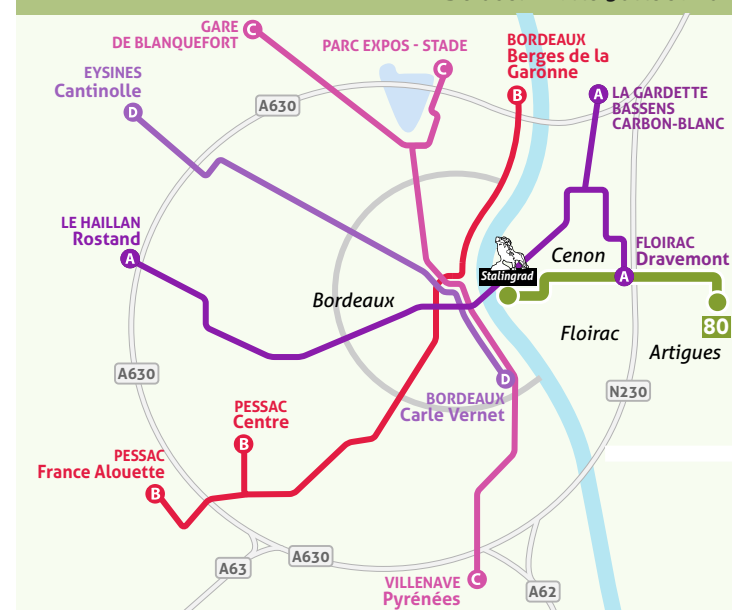 GARE
DE BLANQUEFORT
C
PARC EXPOS - STADE
C
BORDEAUX
Berges de la
Garonne
B
A
LA GARDETTE
BASSENS
CARBON-BLANC
EYSINES
Cantinolle
D
A630
LE HAILLAN
Rostand
A
Stalingrad
Cenon
FLOIRAC
Dravemont
A
Bordeaux
80
Floirac
Artigues
A630
D
BORDEAUX
Carle Vernet
N230
PESSAC
Centre
B
PESSAC
France Alouette
B
A63
A630
VILLENAVE
Pyrénées
C
A62